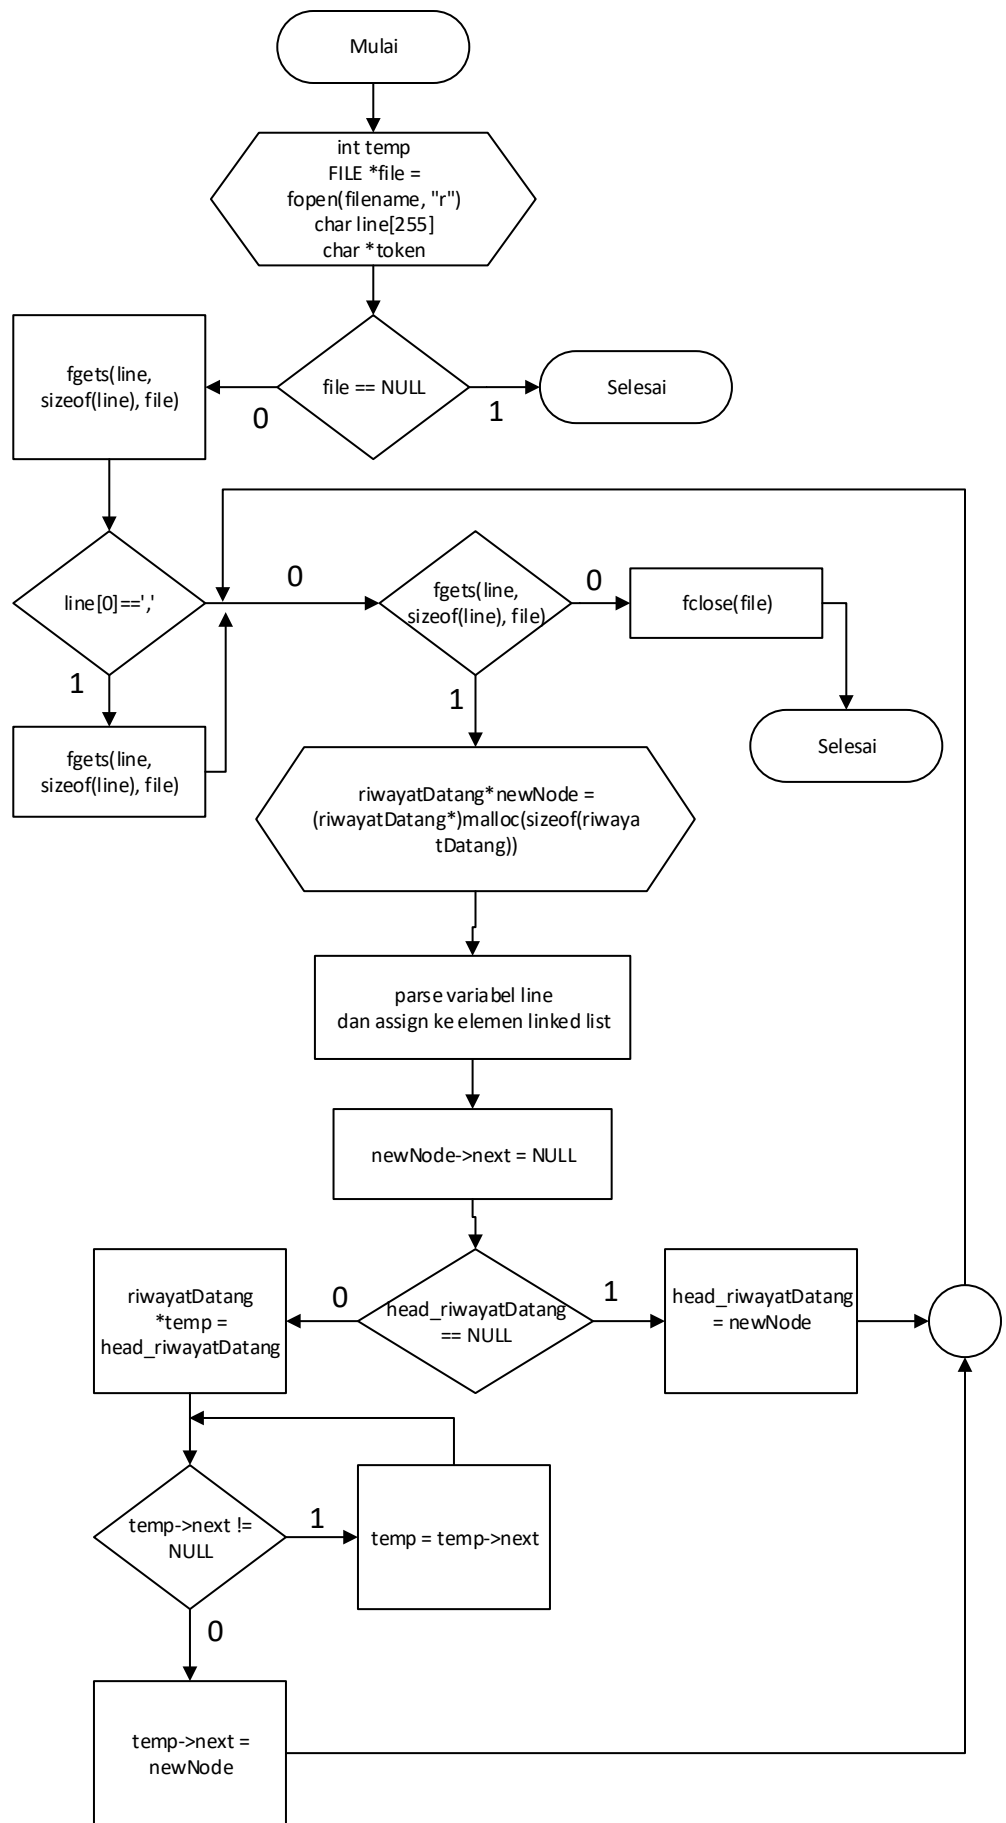 Mulai
int temp
FILE *file =
fopen(filename, "r")
char line[255]
char *token
file == NULL
0
1
Selesai
fgets(line,
sizeof(line), file)
line[0]==','
0
1
fgets(line,
sizeof(line), file)
fgets(line,
sizeof(line), file)
0
1
fclose(file)
Selesai
riwayatDatang*newNode =
(riwayatDatang*)malloc(sizeof(riwaya
tDatang))
parse variabel line
dan assign ke elemen linked list
newNode->next = NULL
head_riwayatDatang
== NULL
0
1
riwayatDatang
*temp =
head_riwayatDatang
head_riwayatDatang
= newNode
temp->next !=
NULL
1
0
temp = temp->next
temp->next =
newNode